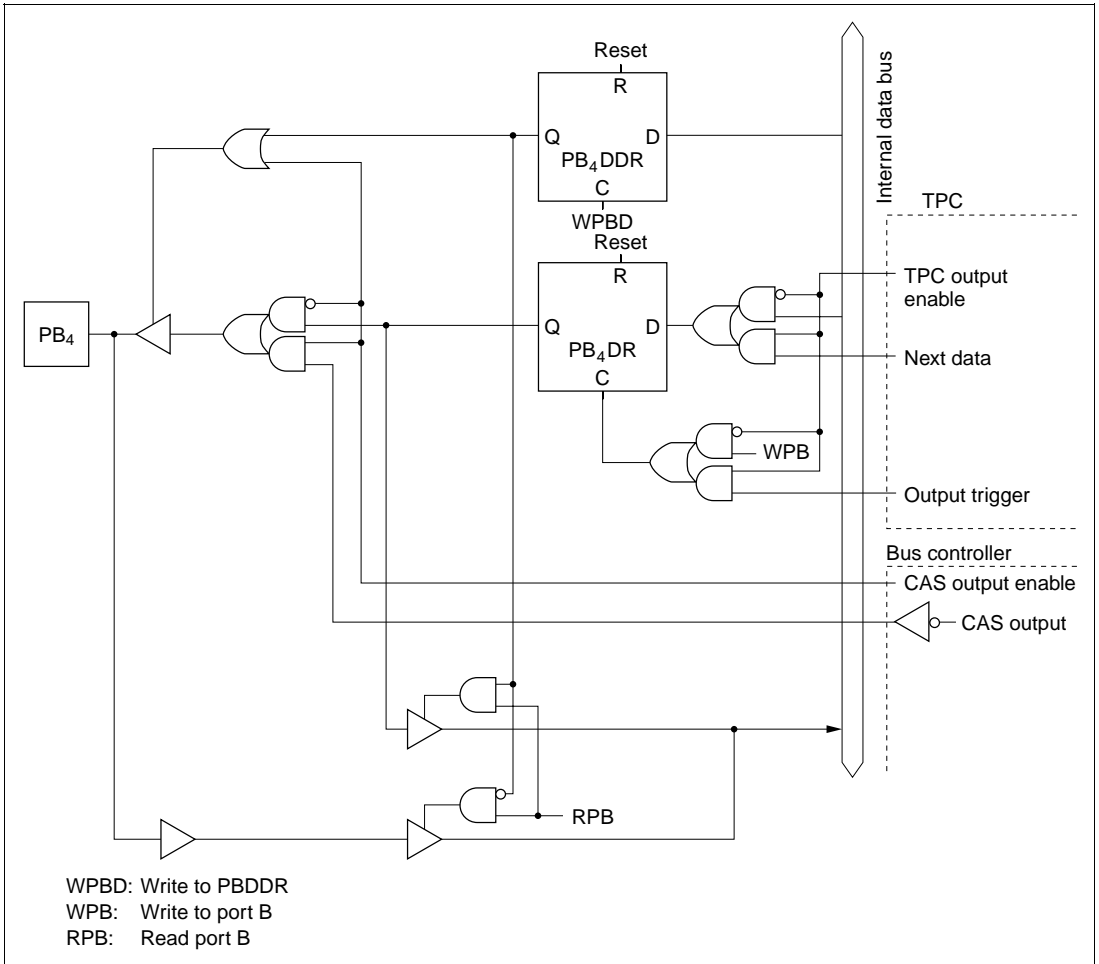 Reset
R
Q D
PB4DDR
C
WPBD
Internal data bus
TPC
Reset
R
TPC output
enable
PB4
Q D
PB4DR
C
Next data
WPB
Output trigger
Bus controller
CAS output enable
CAS output
RPB
WPBD: Write to PBDDR
WPB: Write to port B
RPB: Read port B